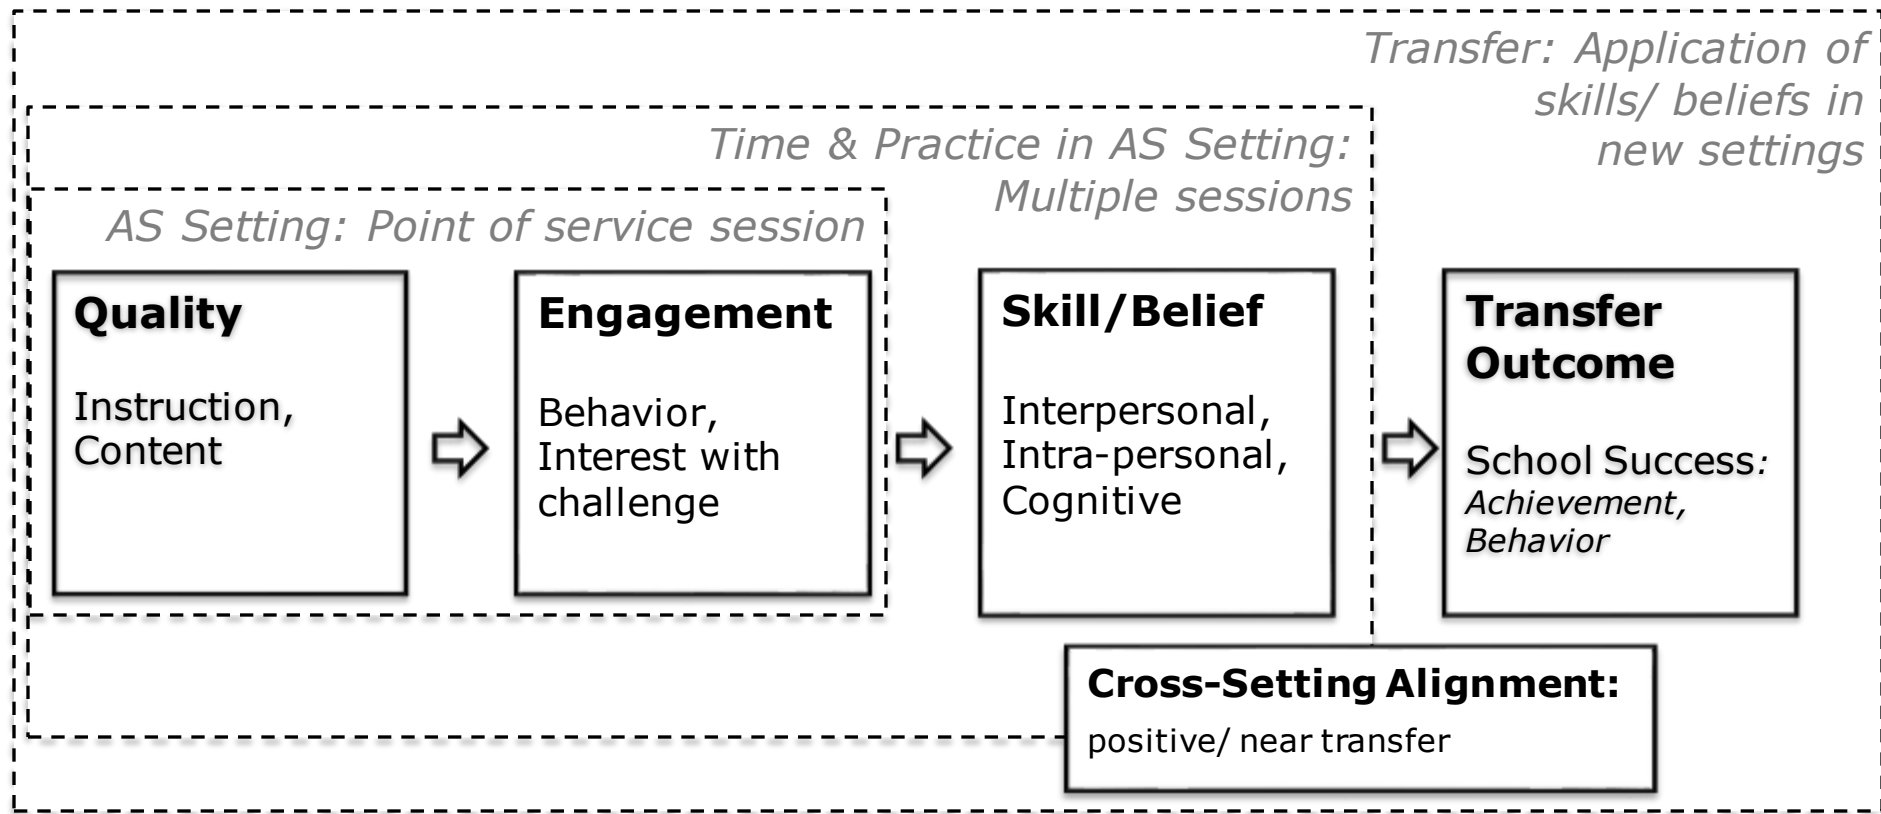 Transfer: Application of
skills/ beliefs in
new settings
Time & Practice in AS Setting:
Multiple sessions
AS Setting: Point of service session
Quality
Instruction,
Content
Engagement
Behavior,
Interest with
challenge
Skill/Belief
Interpersonal,
Intra-personal,
Cognitive
Transfer
Outcome
School Success:
Achievement,
Behavior
Cross-Setting Alignment:
positive/ near transfer